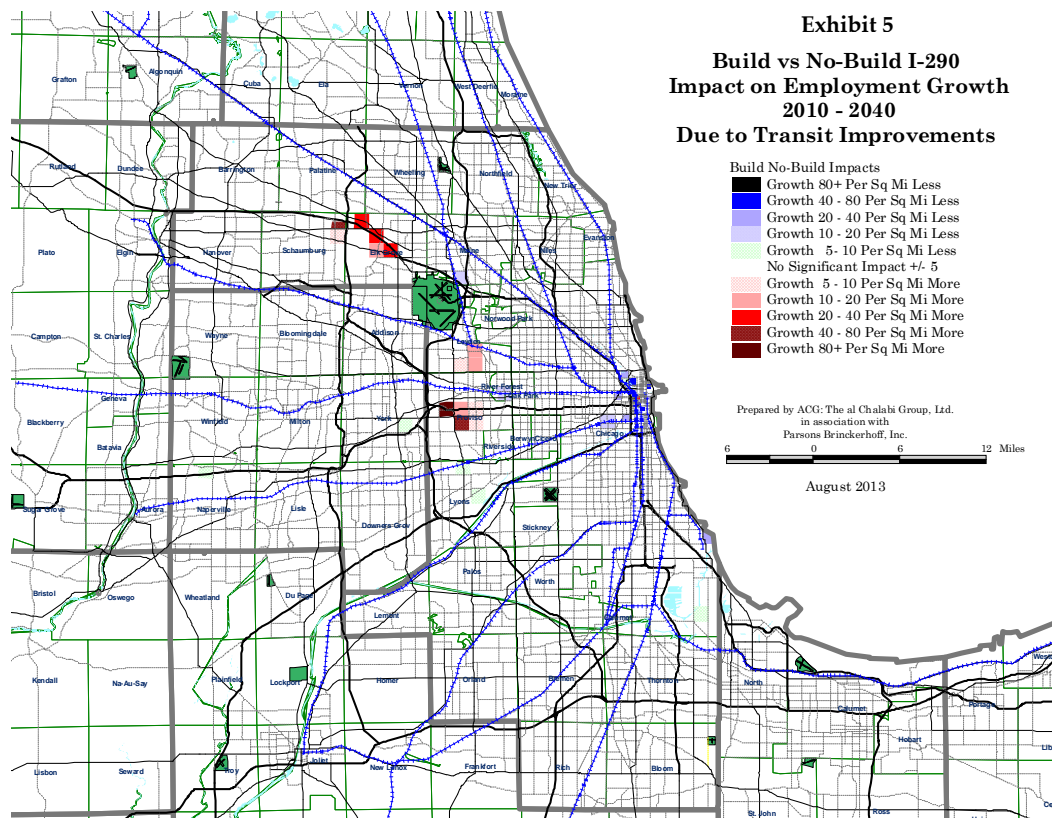 Exhibit 5
Build vs No-Build I-290
Impact on Employment Growth
2010 - 2040
Due to Transit Improvements
Build No-Build Impacts
Growth 80+ Per Sq Mi Less
Growth 40 - 80 Per Sq Mi Less
Growth 20 - 40 Per Sq Mi Less
Growth 10 - 20 Per Sq Mi Less
Growth 5- 10 Per Sq Mi Less
No Significant Impact +/- 5
Growth 5 - 10 Per Sq Mi More
Growth 10 - 20 Per Sq Mi More
Growth 20 - 40 Per Sq Mi More
Growth 40 - 80 Per Sq Mi More
Growth 80+ Per Sq Mi More
Prepared by ACG: The al Chalabi Group, Ltd.
in association with
Parsons Brinckerhoff, Inc.
6 0 6 12 Miles
August 2013
Grafton
Algonquin
Cuba
Ela
Vernon
West Deerfield
Moraine
Rutland
Dundee
Barrington
Palatine
Wheeling
Northfield
New Trier
Plato
Elgin
Hanover
Schaumburg
Elk Grove
Maine
Niles
Evanston
Campton
St. Charles
Wayne
Bloomingdale
Addison
Leyden
Norwood Park
Geneva
River Forest
Oak Park
Blackberry
Batavia
Winfield
Milton
York
Proviso
Riverside
Berwyn
Cicero
Chicago
Sugar Grove
Aurora
Naperville
Lisle
Downers Grov
Lyons
Stickney
Bristol
Oswego
Wheatland
Du Page
Lemont
Palos
Worth
Calumet
Kendall
Na-Au-Say
Plainfield
Lockport
Homer
Orland
Bremen
Thornton
North
Calumet
Portage
West
Lisbon
Seward
Troy
Joliet
New Lenox
Frankfort
Rich
Bloom
Hobart
Lib
St. John
Ross
Ce